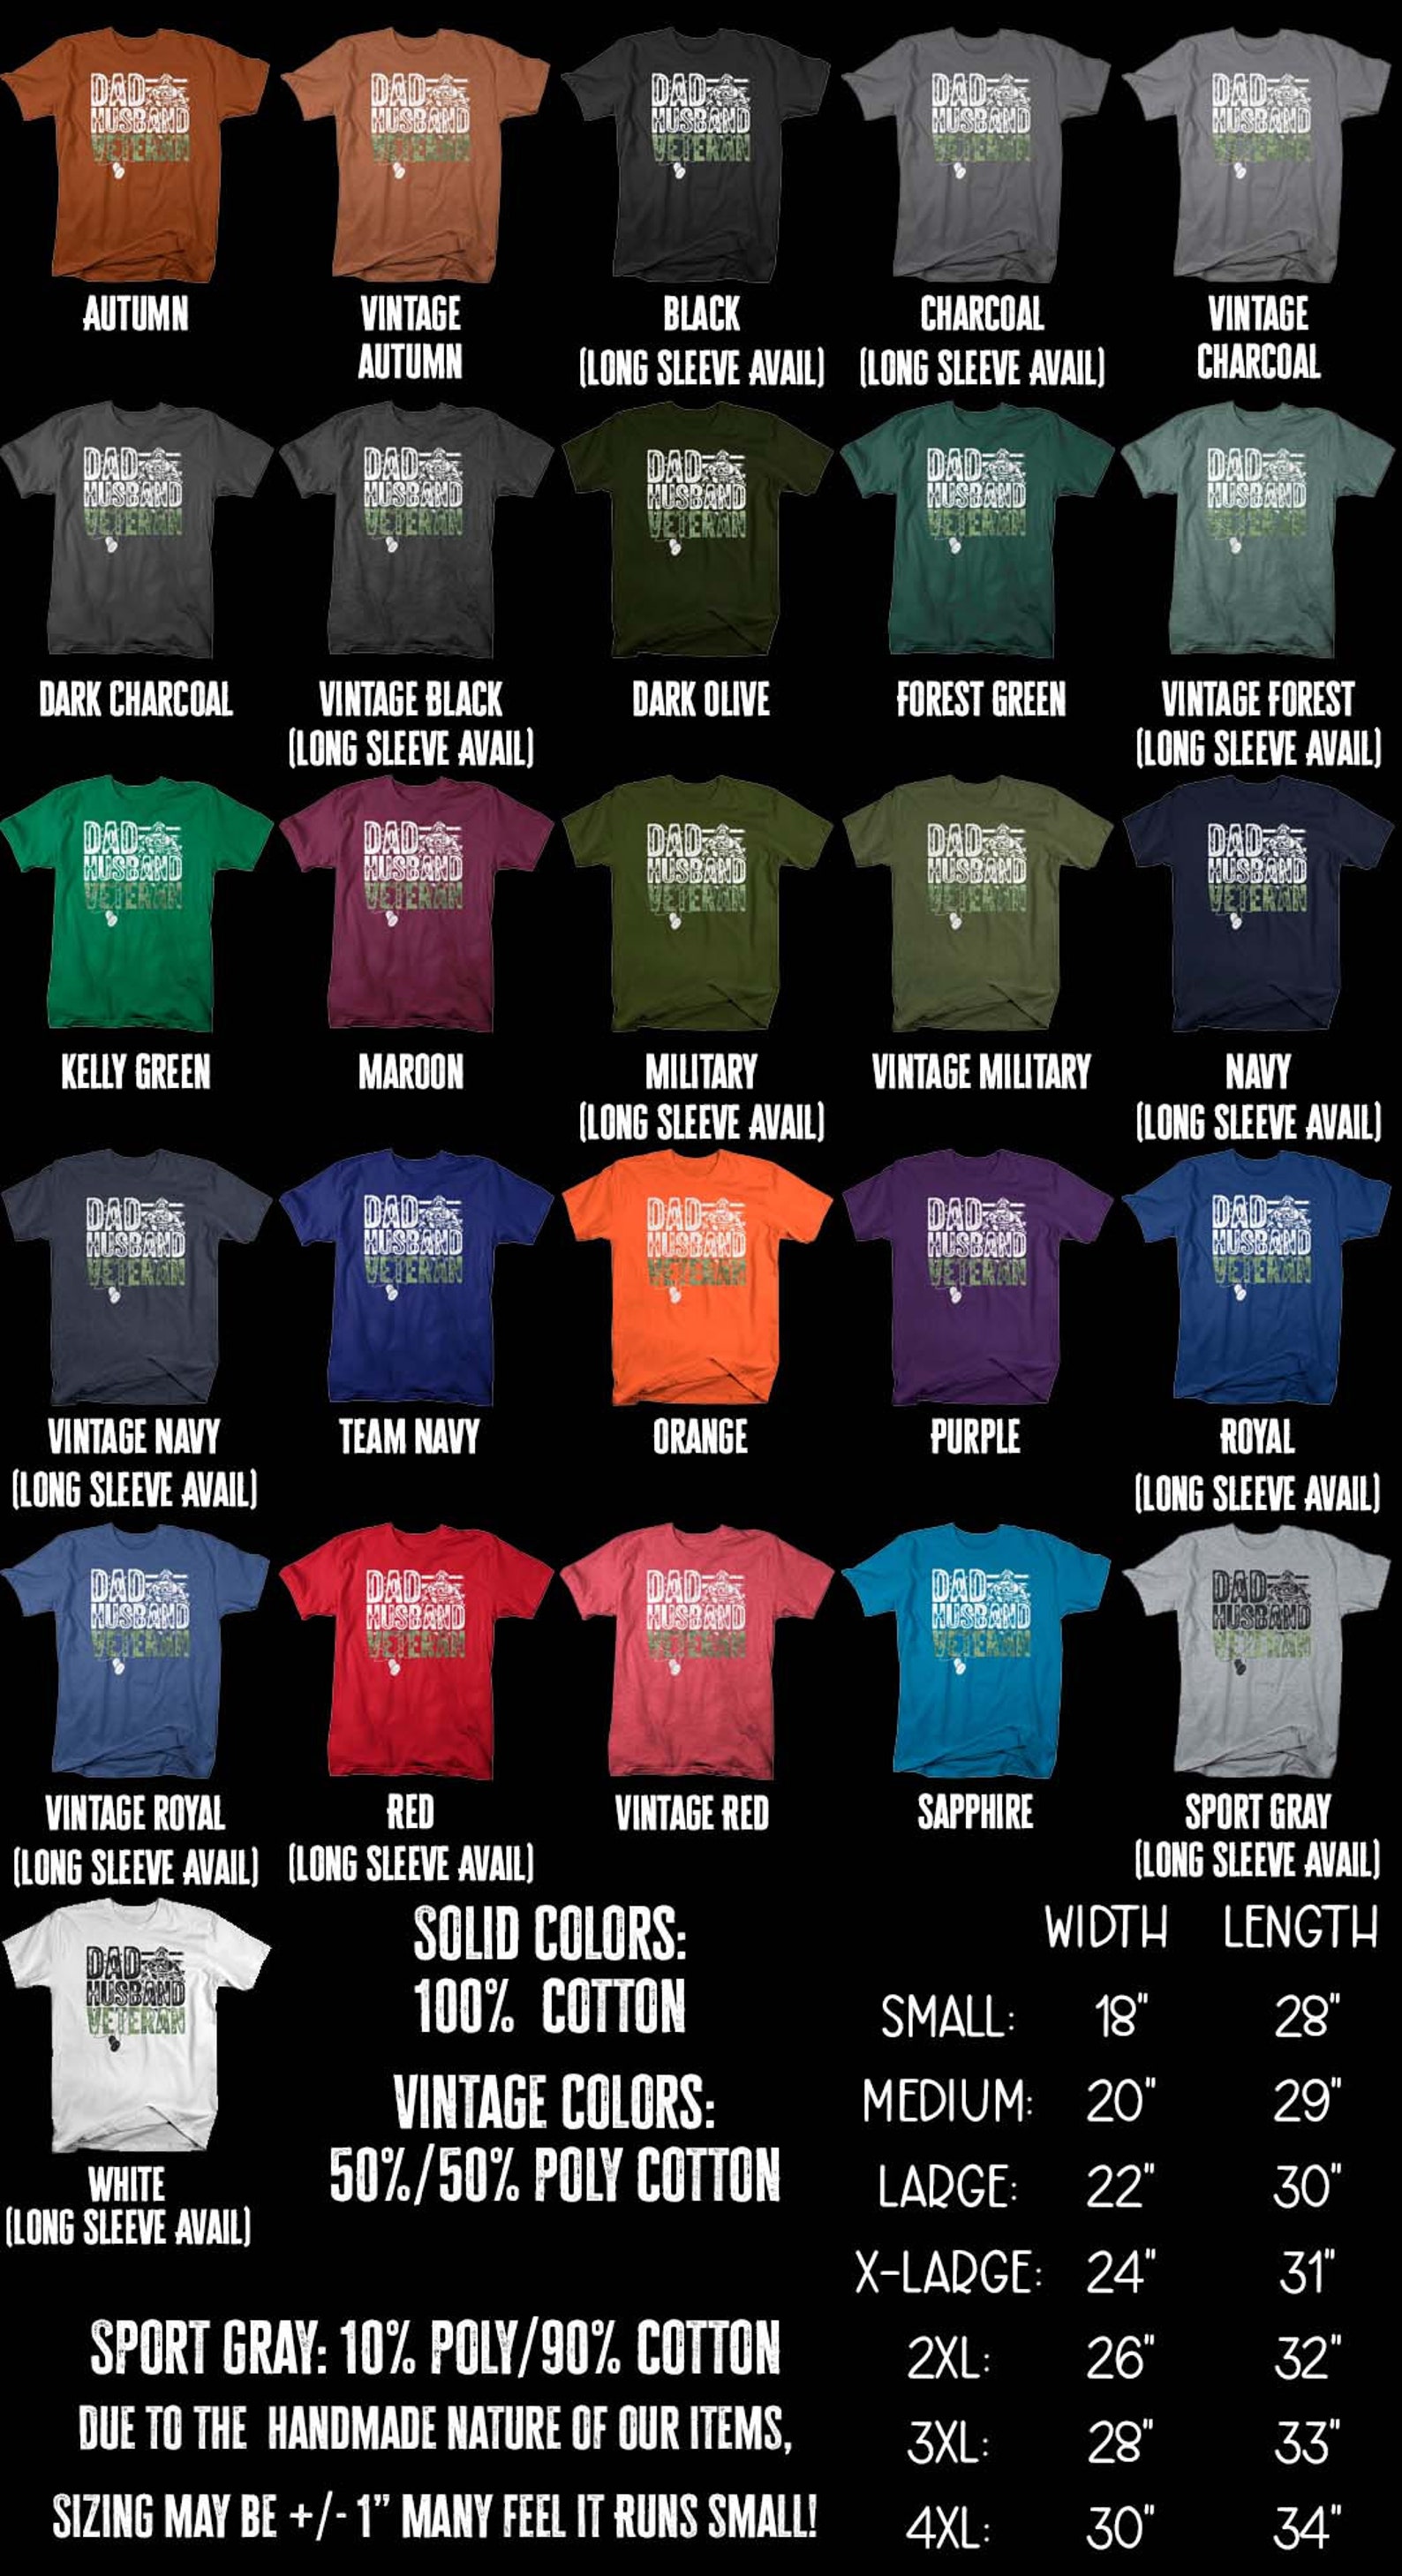 DAD
HUSBAND
VETERAN
DAD
HUSBAND
VETERAN
DAD
HUSBAND
VETERAN
DAD
HUSBAND
VETERAN
DAD
HUSBAND
VETERAN
AUTUMN
VINTAGE
AUTUMN
BLACK
(LONG SLEEVE AVAIL)
CHARCOAL
(LONG SLEEVE AVAIL)
VINTAGE
CHARCOAL
DAD
HUSBAND
VETERAN
DAD
HUSBAND
VETERAN
DAD
HUSBAND
VETERAN
DAD
HUSBAND
VETERAN
DAD
HUSBAND
VETERAN
DARK CHARCOAL
VINTAGE BLACK
(LONG SLEEVE AVAIL)
DARK OLIVE
FOREST GREEN
VINTAGE FOREST
(LONG SLEEVE AVAIL)
DAD
HUSBAND
VETERAN
DAD
HUSBAND
VETERAN
DAD
HUSBAND
VETERAN
DAD
HUSBAND
VETERAN
DAD
HUSBAND
VETERAN
KELLY GREEN
MAROON
MILITARY
(LONG SLEEVE AVAIL)
VINTAGE MILITARY
NAVY
(LONG SLEEVE AVAIL)
DAD
HUSBAND
VETERAN
DAD
HUSBAND
VETERAN
DAD
HUSBAND
VETERAN
DAD
HUSBAND
VETERAN
DAD
HUSBAND
VETERAN
VINTAGE NAVY
(LONG SLEEVE AVAIL)
TEAM NAVY
ORANGE
PURPLE
ROYAL
(LONG SLEEVE AVAIL)
DAD
HUSBAND
VETERAN
DAD
HUSBAND
VETERAN
DAD
HUSBAND
VETERAN
DAD
HUSBAND
VETERAN
DAD
HUSBAND
VETERAN
VINTAGE ROYAL
(LONG SLEEVE AVAIL)
RED
(LONG SLEEVE AVAIL)
VINTAGE RED
SAPPHIRE
SPORT GRAY
(LONG SLEEVE AVAIL)
DAD
HUSBAND
VETERAN
WHITE
(LONG SLEEVE AVAIL)
SOLID COLORS:
100% COTTON
VINTAGE COLORS:
50%/50% POLY COTTON
SPORT GRAY: 10% POLY/90% COTTON
DUE TO THE HANDMADE NATURE OF OUR ITEMS,
SIZING MAY BE +/- 1” MANY FEEL IT RUNS SMALL!
WIDTH LENGTH
SMALL: 18" 28"
MEDIUM: 20" 29"
LARGE: 22" 30"
X-LARGE: 24" 31"
2XL: 26" 32"
3XL: 28" 33"
4XL: 30" 34"